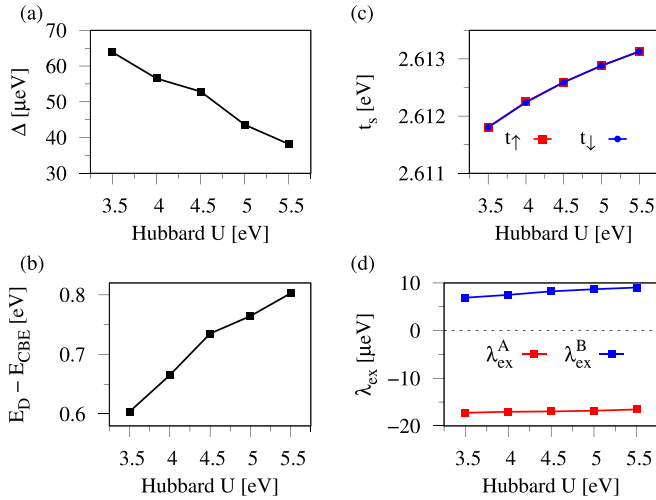 (a)
70
60
50
40
30
Δ [μeV]
3.5 4 4.5 5 5.5
Hubbard U [eV]
(c)
2.613
2.612
2.611
t_s [eV]
t↑ t↓
3.5 4 4.5 5 5.5
Hubbard U [eV]
(b)
0.8
0.7
0.6
E_D − E_CBE [eV]
3.5 4 4.5 5 5.5
Hubbard U [eV]
(d)
10
0
−10
−20
λ_ex [μeV]
λ_ex^A λ_ex^B
3.5 4 4.5 5 5.5
Hubbard U [eV]